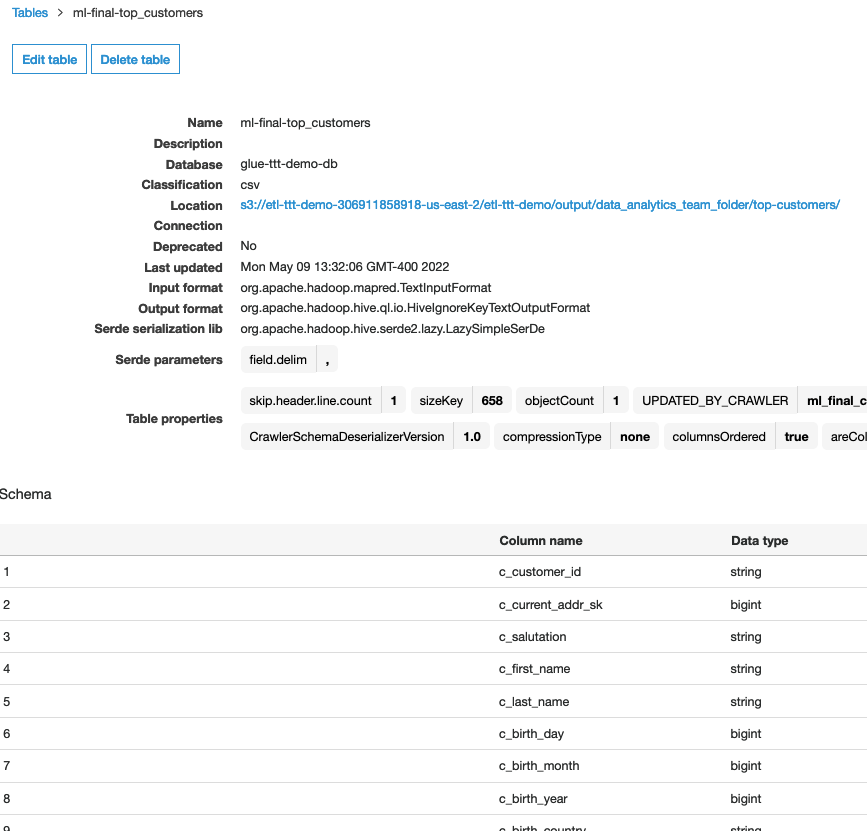 Tables > ml-final-top_customers
Edit table Delete table
Name ml-final-top_customers
Description
Database glue-ttt-demo-db
Classification csv
Location s3://etl-ttt-demo-306911858918-us-east-2/etl-ttt-demo/output/data_analytics_team_folder/top-customers/
Connection
Deprecated No
Last updated Mon May 09 13:32:06 GMT-400 2022
Input format org.apache.hadoop.mapred.TextInputFormat
Output format org.apache.hadoop.hive.ql.io.HiveIgnoreKeyTextOutputFormat
Serde serialization lib org.apache.hadoop.hive.serde2.lazy.LazySimpleSerDe
Serde parameters field.delim ,
Table properties
skip.header.line.count 1 sizeKey 658 objectCount 1 UPDATED_BY_CRAWLER ml_final_c
CrawlerSchemaDeserializerVersion 1.0 compressionType none columnsOrdered true areCol
Schema
Column name Data type
1 c_customer_id string
2 c_current_addr_sk bigint
3 c_salutation string
4 c_first_name string
5 c_last_name string
6 c_birth_day bigint
7 c_birth_month bigint
8 c_birth_year bigint
9 c_birth_country string